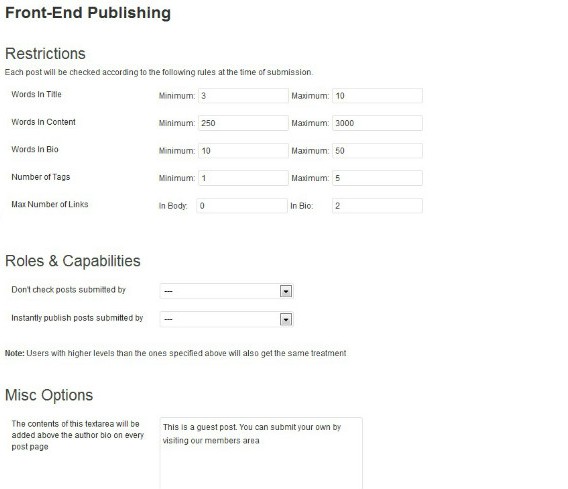 Front-End Publishing
Restrictions
Each post will be checked according to the following rules at the time of submission.
Words In Title Minimum: 3 Maximum: 10
Words In Content Minimum: 250 Maximum: 3000
Words In Bio Minimum: 10 Maximum: 50
Number of Tags Minimum: 1 Maximum: 5
Max Number of Links In Body: 0 In Bio: 2
Roles & Capabilities
Don't check posts submitted by ---
Instantly publish posts submitted by ---
Note: Users with higher levels than the ones specified above will also get the same treatment
Misc Options
The contents of this textarea will be
added above the author bio on every
post page
This is a guest post. You can submit your own by
visiting our members area